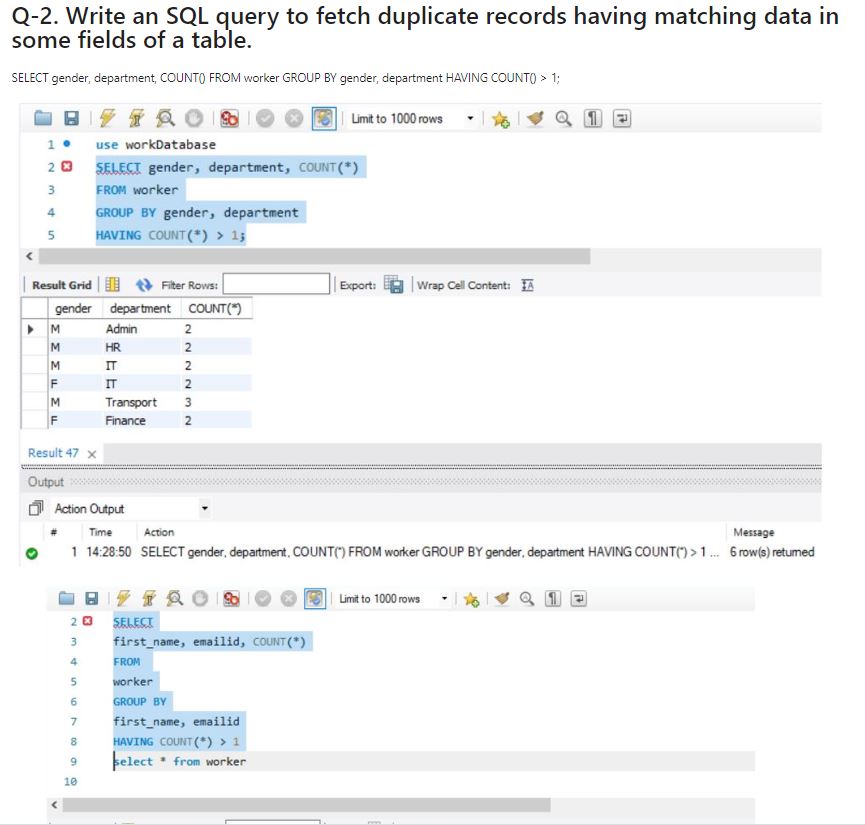 Q-2. Write an SQL query to fetch duplicate records having matching data in
some fields of a table.
SELECT gender, department, COUNT() FROM worker GROUP BY gender, department HAVING COUNT() > 1;
Limit to 1000 rows
1 use workDatabase
2 SELECT gender, department, COUNT(*)
3 FROM worker
4 GROUP BY gender, department
5 HAVING COUNT(*) > 1;
Result Grid Filter Rows: Export: Wrap Cell Content: IA
gender department COUNT(*)
M Admin 2
M HR 2
M IT 2
F IT 2
M Transport 3
F Finance 2
Result 47 x
Output
Action Output
# Time Action Message
1 14:28:50 SELECT gender, department, COUNT(*) FROM worker GROUP BY gender, department HAVING COUNT(*) > 1 ... 6 row(s) returned
Limit to 1000 rows
2 SELECT
3 first_name, emailid, COUNT(*)
4 FROM
5 worker
6 GROUP BY
7 first_name, emailid
8 HAVING COUNT(*) > 1
9 select * from worker
10